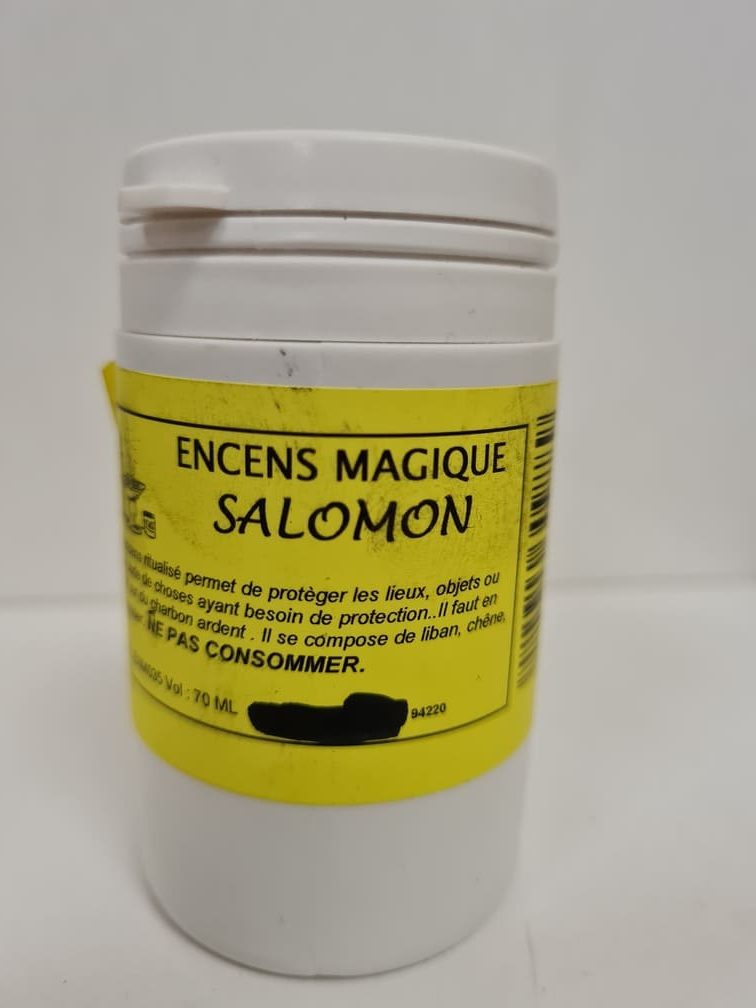 ENCENS MAGIQUE
SALOMON
ritualisé permet de protèger les lieux, objets ou
de choses ayant besoin de protection..Il faut en
du charbon ardent . Il se compose de liban, chêne,
NE PAS CONSOMMER.
Vol : 70 ML 94220